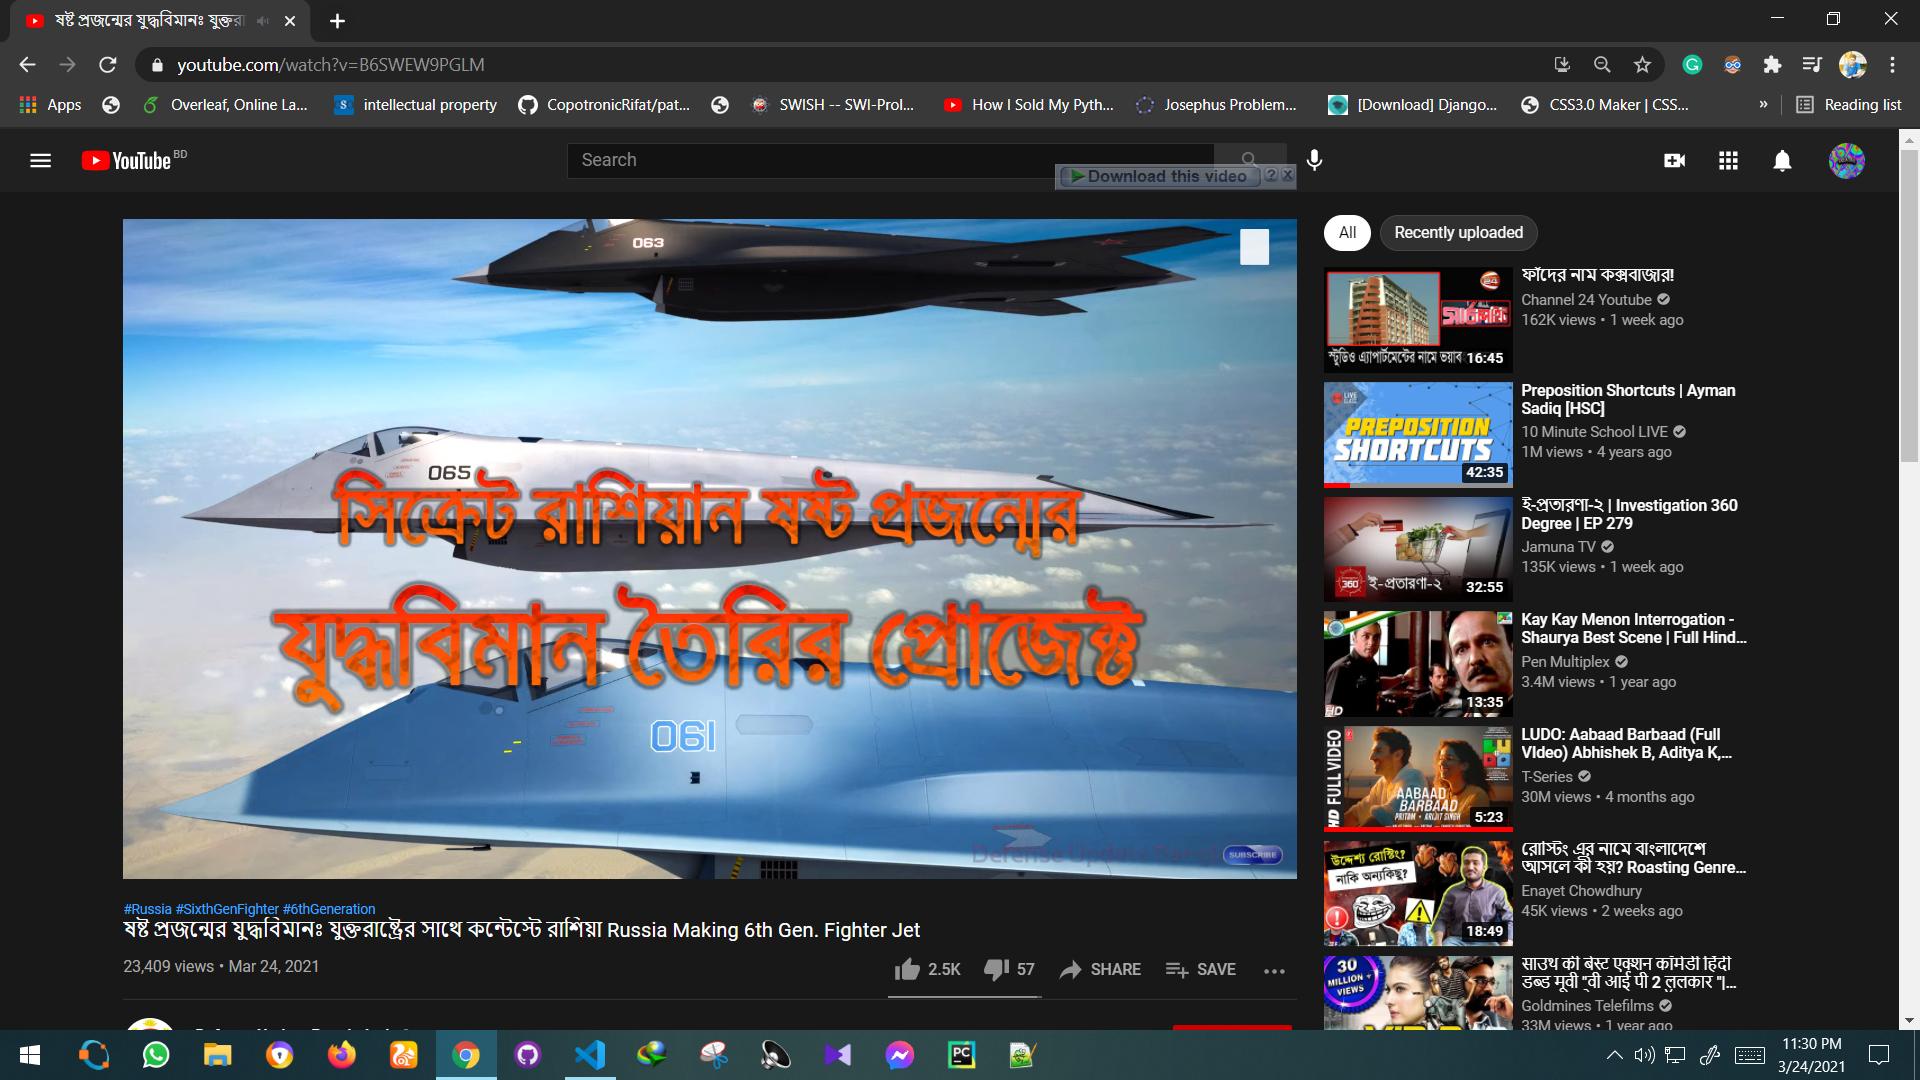 ষষ্ট প্রজন্মের যুদ্ধবিমানঃ যুক্তরা
youtube.com/watch?v=B6SWEW9PGLM
Apps
Overleaf, Online La...
intellectual property
CopotronicRifat/pat...
SWISH -- SWI-Prol...
How I Sold My Pyth...
Josephus Problem...
[Download] Django...
CSS3.0 Maker | CSS...
»
Reading list
YouTube BD
Search
Download this video ? X
063
065
সিক্রেট রাশিয়ান ষষ্ট প্রজন্মের
যুদ্ধবিমান তৈরির প্রোজেক্ট
061
SUBSCRIBE
#Russia #SixthGenFighter #6thGeneration
ষষ্ট প্রজন্মের যুদ্ধবিমানঃ যুক্তরাষ্ট্রের সাথে কন্টেস্টে রাশিয়া Russia Making 6th Gen. Fighter Jet
23,409 views • Mar 24, 2021
2.5K
57
SHARE
SAVE
All
Recently uploaded
24
স্টুডিও এ্যাপার্টমেন্টের নামে ভয়াব
16:45
ফাঁদের নাম কক্সবাজার!
Channel 24 Youtube
162K views • 1 week ago
PREPOSITION
SHORTCUTS
42:35
Preposition Shortcuts | Ayman
Sadiq [HSC]
10 Minute School LIVE
1M views • 4 years ago
360
ই-প্রতারণা-২
32:55
ই-প্রতারণা-২ | Investigation 360
Degree | EP 279
Jamuna TV
135K views • 1 week ago
HD
13:35
Kay Kay Menon Interrogation -
Shaurya Best Scene | Full Hind...
Pen Multiplex
3.4M views • 1 year ago
HD FULL VIDEO
AABAAD
BARBAAD
PRITAM • ARIJIT SINGH
5:23
LUDO: Aabaad Barbaad (Full
VIdeo) Abhishek B, Aditya K,...
T-Series
30M views • 4 months ago
উদ্দেশ্য রোস্টিং?
নাকি অন্যকিছু?
18:49
রোস্টিং এর নামে বাংলাদেশে
আসলে কী হয়? Roasting Genre...
Enayet Chowdhury
45K views • 2 weeks ago
30
MILLION +
VIEWS
साउथ की बेस्ट एक्शन कॉमेडी हिंदी
डब्ड मूवी "वी आई पी 2 लुलकार "|...
Goldmines Telefilms
33M views • 1 year ago
11:30 PM
3/24/2021